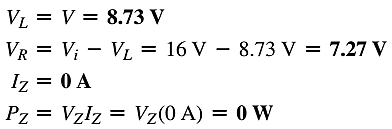 V_L = V = 8.73 V
V_R = V_i − V_L = 16 V − 8.73 V = 7.27 V
I_Z = 0 A
P_Z = V_Z I_Z = V_Z(0 A) = 0 W